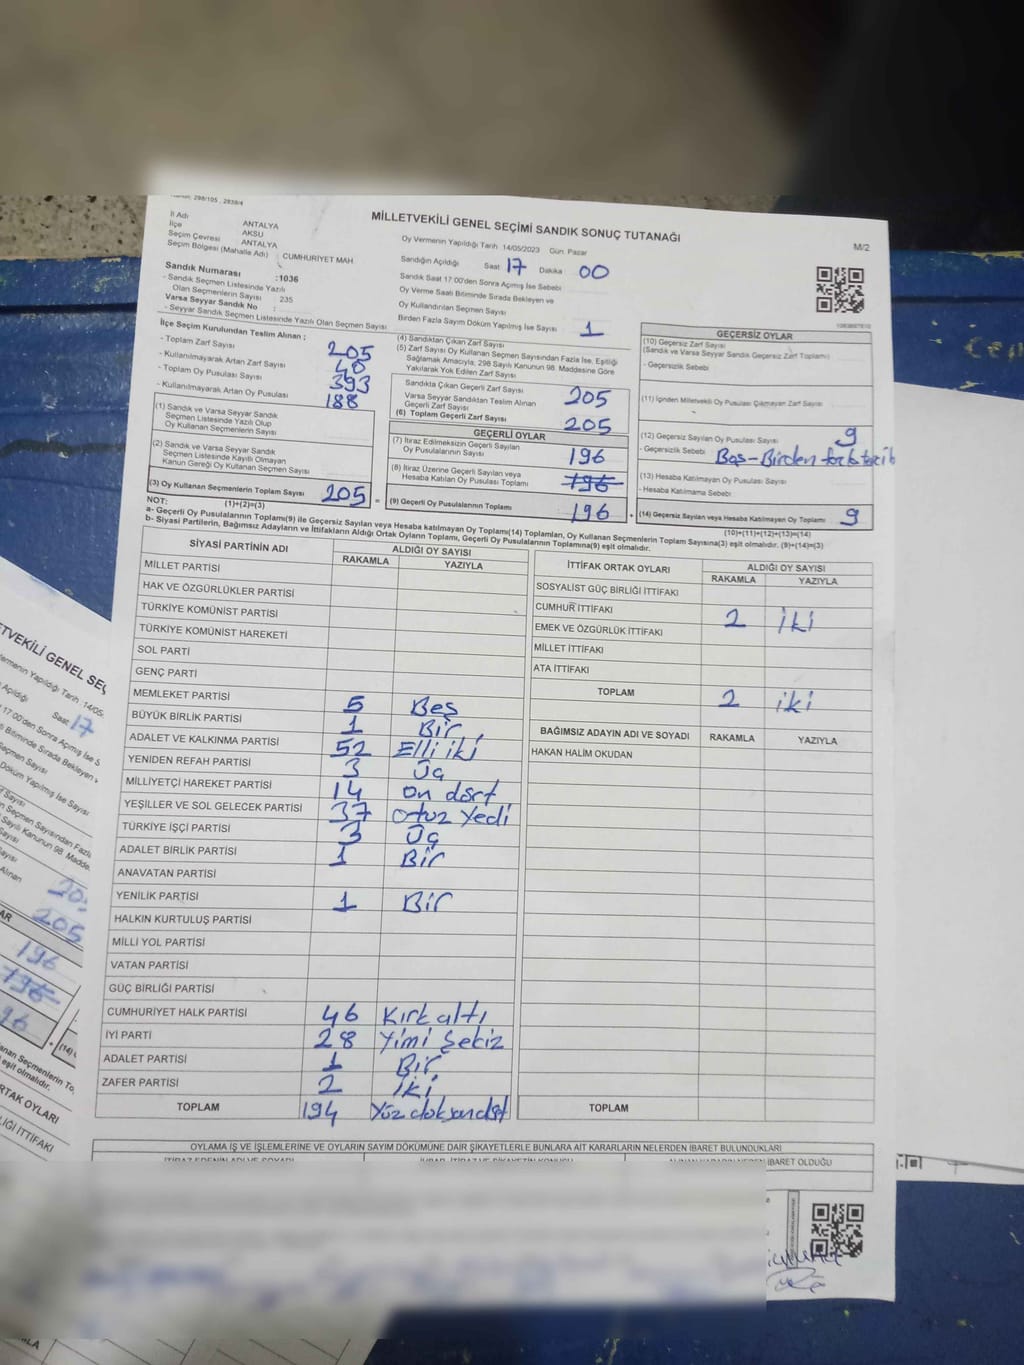 298/105 , 2839/4
MİLLETVEKİLİ GENEL SEÇİMİ SANDIK SONUÇ TUTANAĞI
M/2
İl Adı ANTALYA
İlçe AKSU
Seçim Çevresi ANTALYA
Seçim Bölgesi (Mahalle Adı) : CUMHURİYET MAH
Sandık Numarası :1036
- Sandık Seçmen Listesinde Yazılı
Olan Seçmenlerin Sayısı : 235
Varsa Seyyar Sandık No :
- Seyyar Sandık Seçmen Listesinde Yazılı Olan Seçmen Sayısı
Oy Vermenin Yapıldığı Tarih 14/05/2023 Gün Pazar
Sandığın Açıldığı Saat 17 Dakika 00
Sandık Saat 17:00'den Sonra Açılmış İse Sebebi
Oy Verme Saati Bitiminde Sırada Bekleyen ve
Oy Kullandırılan Seçmen Sayısı
Birden Fazla Sayım Döküm Yapılmış İse Sayısı 1
İlçe Seçim Kurulundan Teslim Alınan ;
- Toplam Zarf Sayısı 205
- Kullanılmayarak Artan Zarf Sayısı
- Toplam Oy Pusulası Sayısı 393
- Kullanılmayarak Artan Oy Pusulası 188
(1) Sandık ve Varsa Seyyar Sandık
Seçmen Listesinde Yazılı Olup
Oy Kullanan Seçmenlerin Sayısı
(2) Sandık ve Varsa Seyyar Sandık
Seçmen Listesinde Kayıtlı Olmayan
Kanun Gereği Oy Kullanan Seçmen Sayısı
(3) Oy Kullanan Seçmenlerin Toplam Sayısı 205 =
(1)+(2)=(3)
(4) Sandıktan Çıkan Zarf Sayısı
(5) Zarf Sayısı Oy Kullanan Seçmen Sayısından Fazla İse, Eşitliği
Sağlamak Amacıyla, 298 Sayılı Kanunun 98. Maddesine Göre
Yakılarak Yok Edilen Zarf Sayısı
Sandıkta Çıkan Geçerli Zarf Sayısı 205
Varsa Seyyar Sandıktan Teslim Alınan
Geçerli Zarf Sayısı
(6) Toplam Geçerli Zarf Sayısı 205
GEÇERLİ OYLAR
(7) İtiraz Edilmeksizin Geçerli Sayılan
Oy Pusulalarının Sayısı 196
(8) İtiraz Üzerine Geçerli Sayılan veya
Hesaba Katılan Oy Pusulası Toplamı 196
(9) Geçerli Oy Pusulalarının Toplamı 196 +
GEÇERSİZ OYLAR
(10) Geçersiz Zarf Sayısı
(Sandık ve Varsa Seyyar Sandık Geçersiz Zarf Toplamı)
- Geçersizlik Sebebi
(11) İçinden Milletvekili Oy Pusulası Çıkmayan Zarf Sayısı
(12) Geçersiz Sayılan Oy Pusulası Sayısı 9
- Geçersizlik Sebebi Boş-Birden fazla tercih
(13) Hesaba Katılmayan Oy Pusulası Sayısı
- Hesaba Katılmama Sebebi
(14) Geçersiz Sayılan veya Hesaba Katılmayan Oy Toplamı 9
(10)+(11)+(12)+(13)=(14)
NOT:
a- Geçerli Oy Pusulalarının Toplamı(9) ile Geçersiz Sayılan veya Hesaba katılmayan Oy Toplamı(14) Toplamları, Oy Kullanan Seçmenlerin Toplam Sayısına(3) eşit olmalıdır. (9)+(14)=(3)
b- Siyasi Partilerin, Bağımsız Adayların ve İttifakların Aldığı Ortak Oyların Toplamı, Geçerli Oy Pusulalarının Toplamına(9) eşit olmalıdır.
SİYASİ PARTİNİN ADI ALDIĞI OY SAYISI
RAKAMLA YAZIYLA
MİLLET PARTİSİ
HAK VE ÖZGÜRLÜKLER PARTİSİ
TÜRKİYE KOMÜNİST PARTİSİ
TÜRKİYE KOMÜNİST HAREKETİ
SOL PARTİ
GENÇ PARTİ
MEMLEKET PARTİSİ 5 Beş
BÜYÜK BİRLİK PARTİSİ 1 Bir
ADALET VE KALKINMA PARTİSİ 52 Elli iki
YENİDEN REFAH PARTİSİ 3 Üç
MİLLİYETÇİ HAREKET PARTİSİ 14 on dört
YEŞİLLER VE SOL GELECEK PARTİSİ 37 otuz Yedi
TÜRKİYE İŞÇİ PARTİSİ 3 Üç
ADALET BİRLİK PARTİSİ 1 Bir
ANAVATAN PARTİSİ
YENİLİK PARTİSİ 1 Bir
HALKIN KURTULUŞ PARTİSİ
MİLLİ YOL PARTİSİ
VATAN PARTİSİ
GÜÇ BİRLİĞİ PARTİSİ
CUMHURİYET HALK PARTİSİ 46 Kırk altı
İYİ PARTİ 28 Yimi Sekiz
ADALET PARTİSİ 1 Bir
ZAFER PARTİSİ 2 iki
TOPLAM 194 Yüz doksandört
İTTİFAK ORTAK OYLARI ALDIĞI OY SAYISI
RAKAMLA YAZIYLA
SOSYALİST GÜÇ BİRLİĞİ İTTİFAKI
CUMHUR İTTİFAKI 2 iki
EMEK VE ÖZGÜRLÜK İTTİFAKI
MİLLET İTTİFAKI
ATA İTTİFAKI
TOPLAM 2 iki
BAĞIMSIZ ADAYIN ADI VE SOYADI RAKAMLA YAZIYLA
HAKAN HALİM OKUDAN
TOPLAM
OYLAMA İŞ VE İŞLEMLERİNE VE OYLARIN SAYIM DÖKÜMÜNE DAİR ŞİKAYETLERLE BUNLARA AİT KARARLARIN NELERDEN İBARET BULUNDUKLARI
İBARET OLDUĞU